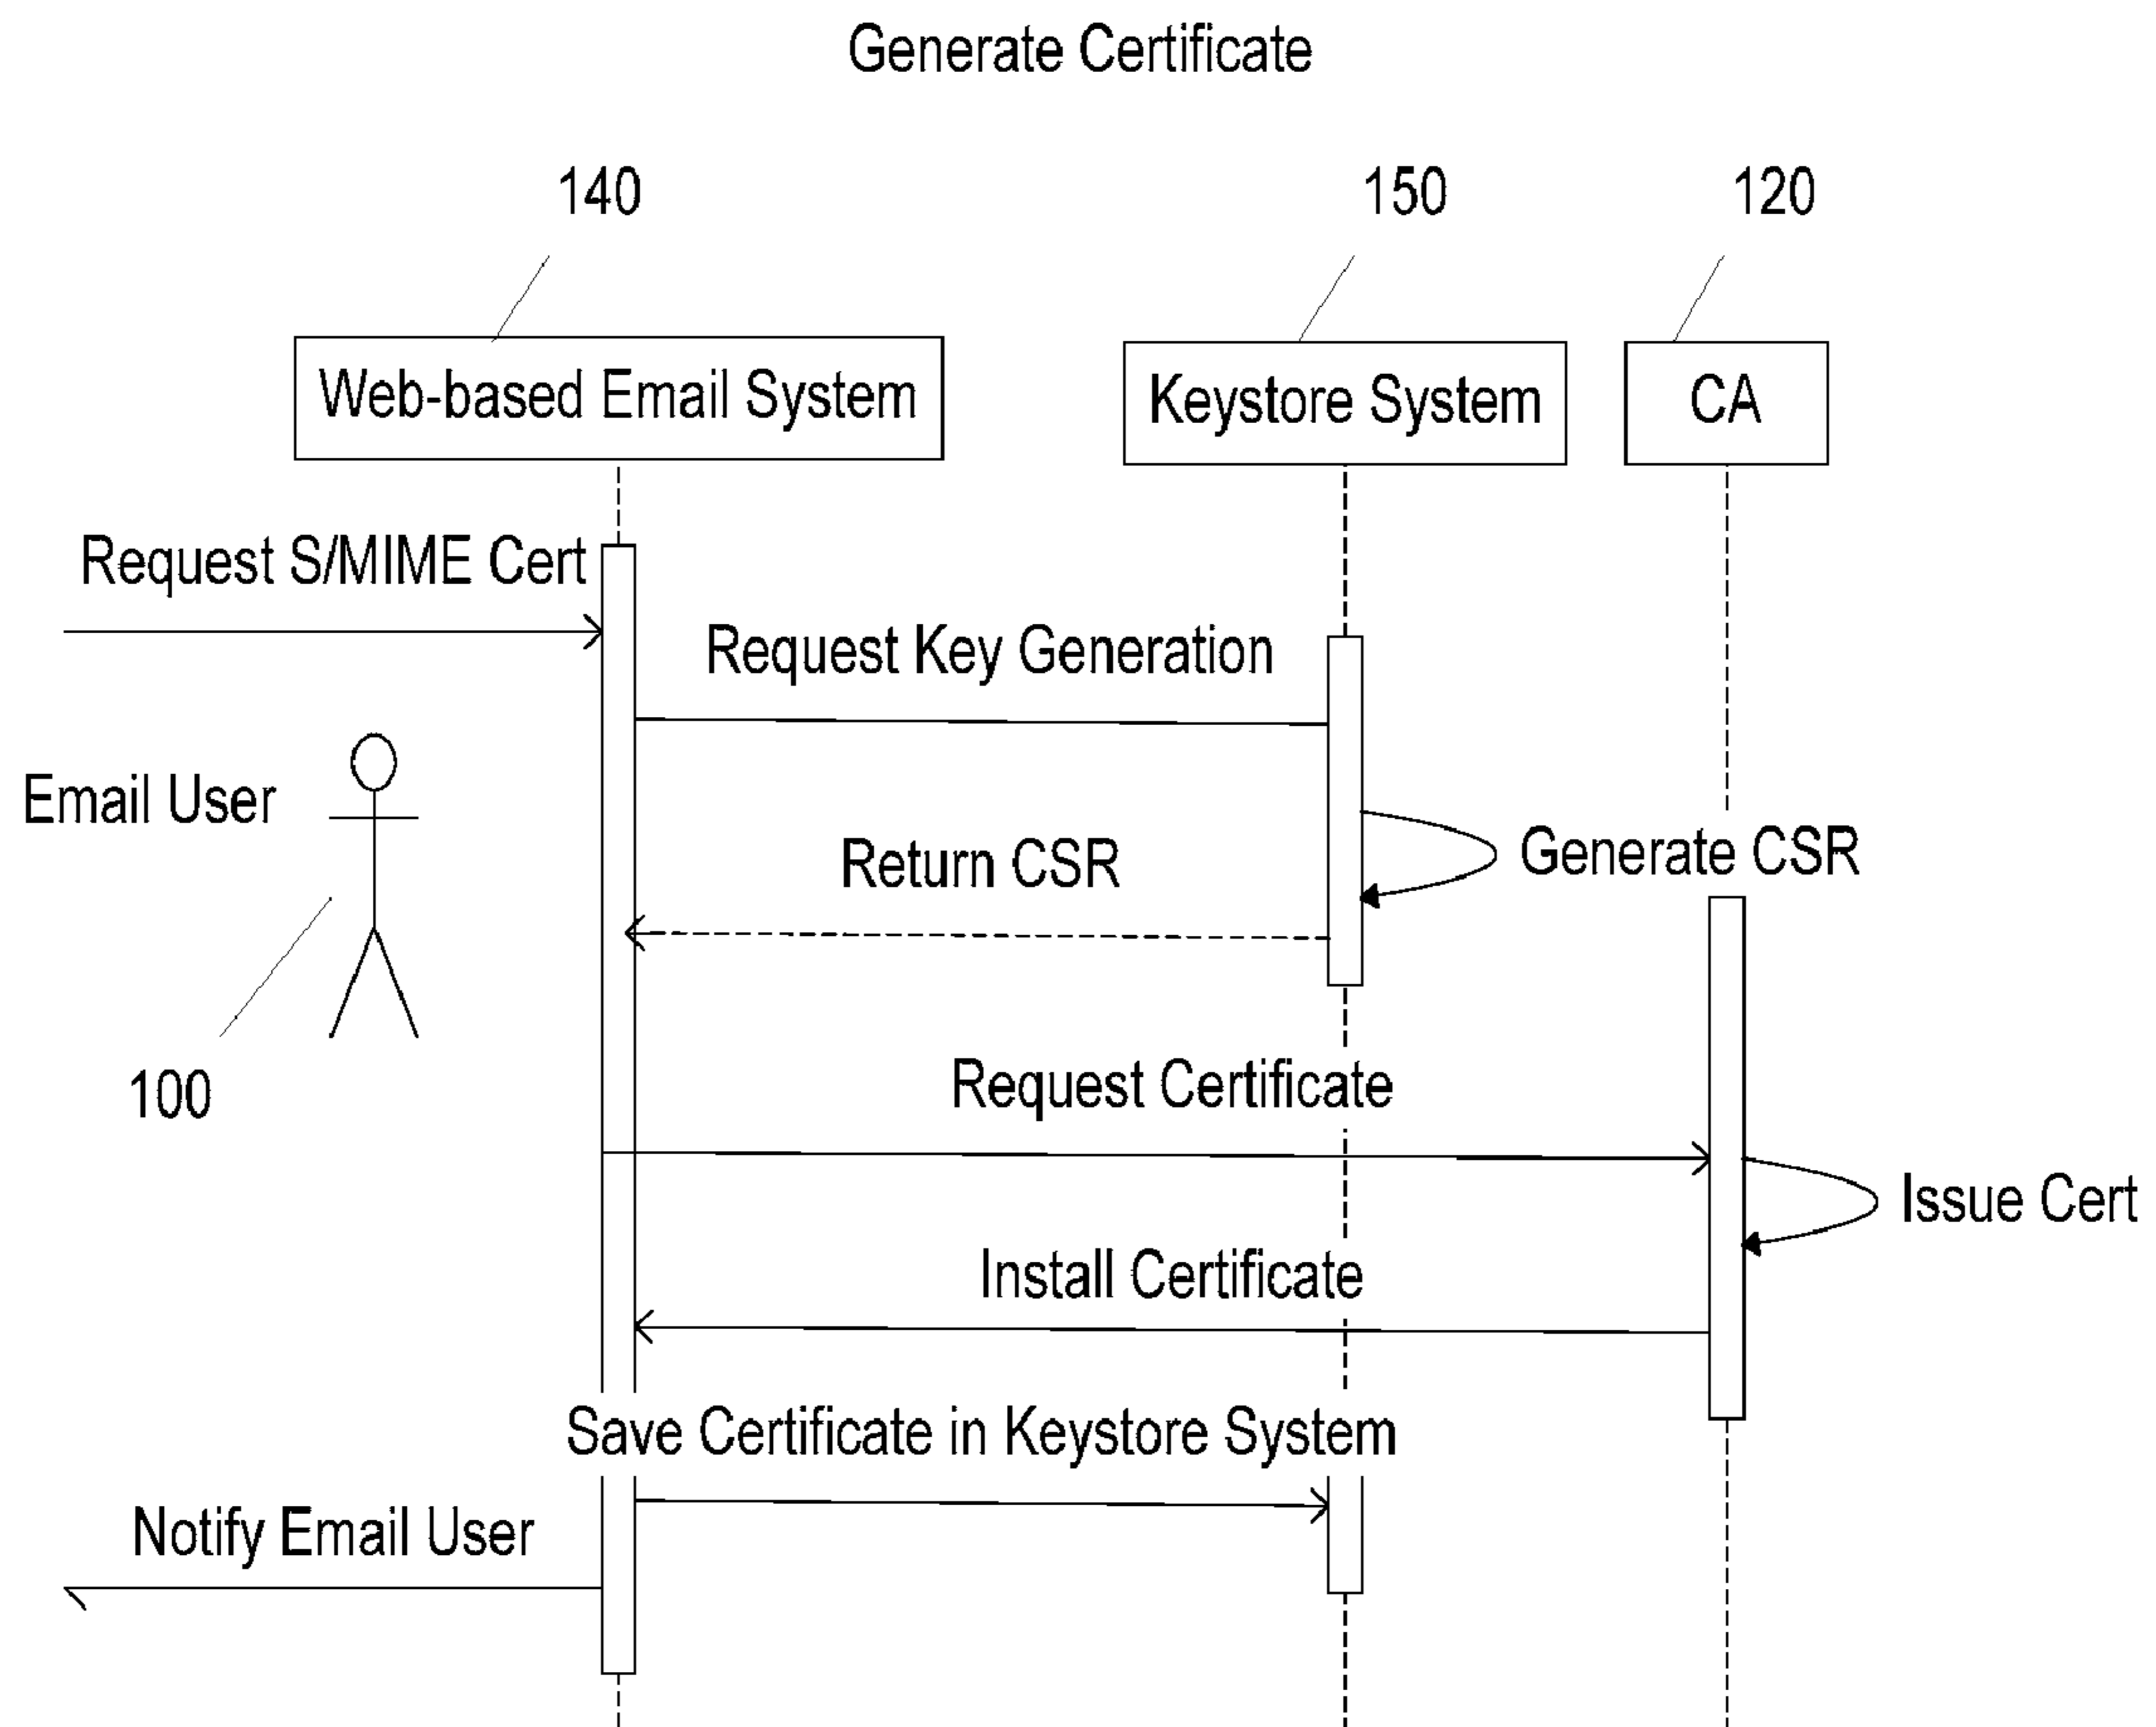 Generate Certificate
140
150
120
Web-based Email System
Keystore System
CA
Request S/MIME Cert
Request Key Generation
Email User
Return CSR
Generate CSR
100
Request Certificate
Issue Cert
Install Certificate
Save Certificate in Keystore System
Notify Email User